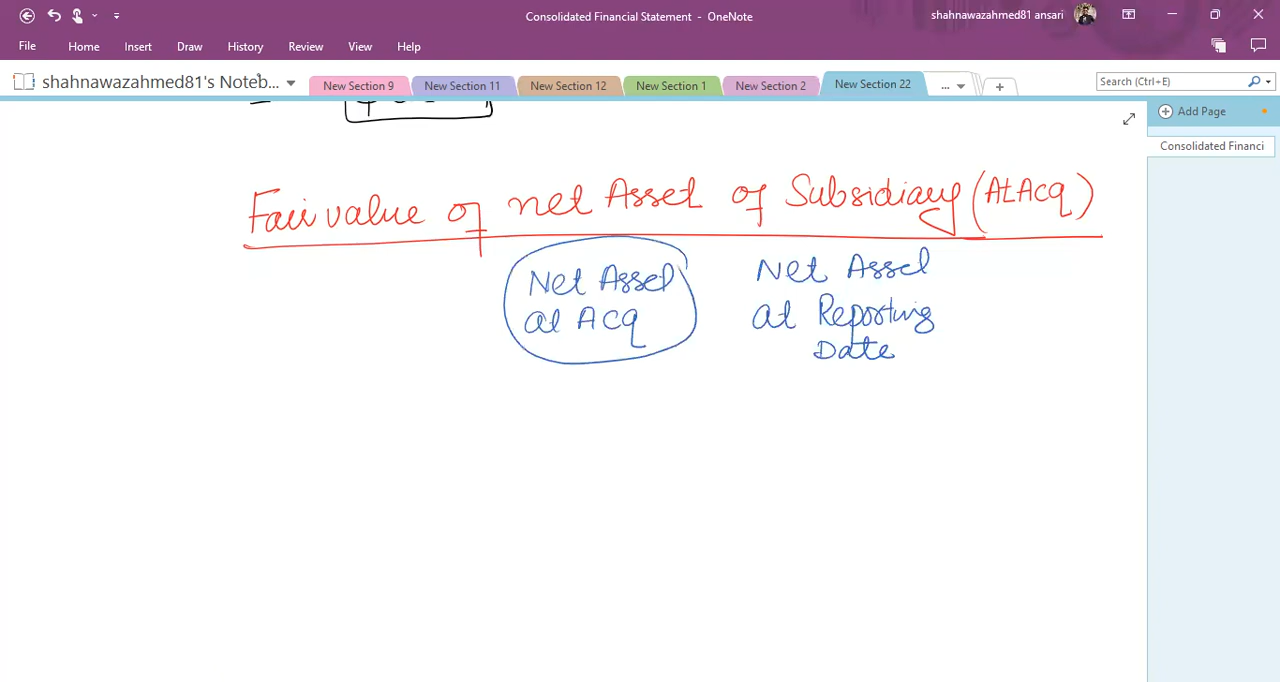 Consolidated Financial Statement - OneNote
shahnawazahmed81 ansari
File Home Insert Draw History Review View Help
shahnawazahmed81's Noteb...
New Section 9 New Section 11 New Section 12 New Section 1 New Section 2 New Section 22 ...
Search (Ctrl+E)
Add Page
Consolidated Financi
Fair value of net Asset of Subsidiary (At Acq)
Net Asset
at Acq
Net Asset
at Reporting
Date